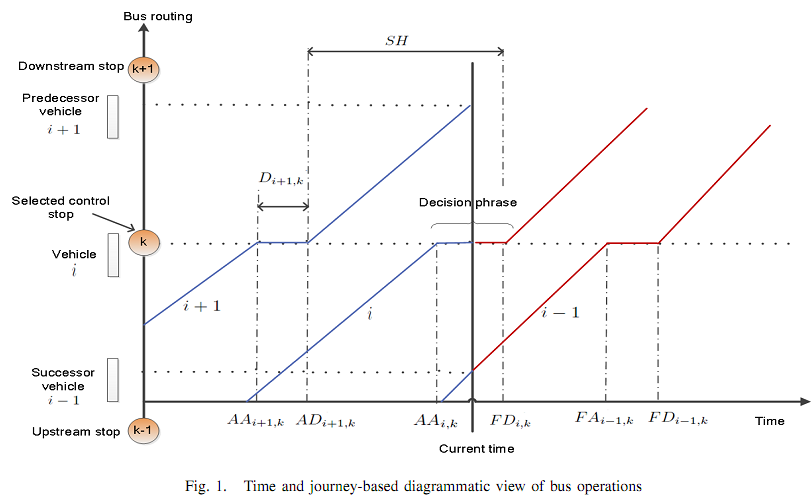 Bus routing
SH
Downstream stop
k+1
Predecessor
vehicle
i + 1
D_{i+1,k}
Selected control
stop
Decision phrase
k
Vehicle
i
i + 1
i
i − 1
Successor
vehicle
i − 1
AA_{i+1,k}
AD_{i+1,k}
AA_{i,k}
FD_{i,k}
FA_{i−1,k}
FD_{i−1,k}
Time
Upstream stop
k-1
Current time
Fig. 1. Time and journey-based diagrammatic view of bus operations